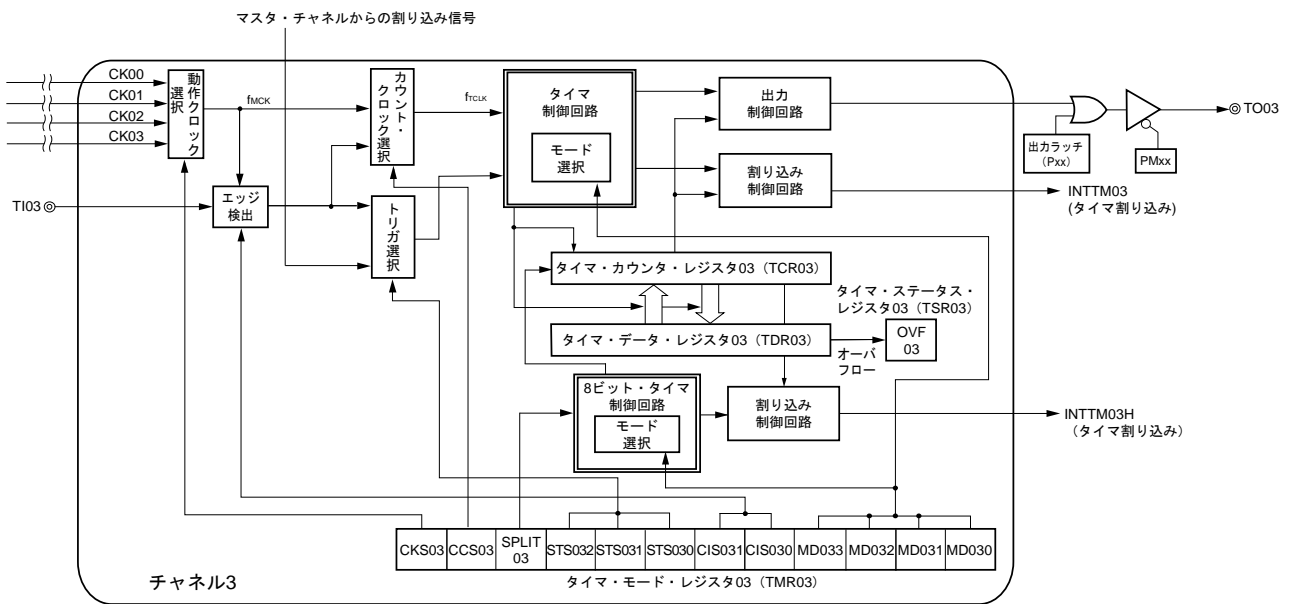 マスタ・チャネルからの割り込み信号
CK00
CK01
CK02
CK03
動作クロック
選択
fMCK
カウント・
クロック選択
fTCLK
タイマ
制御回路
モード
選択
出力
制御回路
割り込み
制御回路
出力ラッチ
(Pxx)
PMxx
TO03
INTTM03
(タイマ割り込み)
TI03
エッジ
検出
トリガ選択
タイマ・カウンタ・レジスタ03（TCR03）
タイマ・データ・レジスタ03（TDR03）
タイマ・ステータス・
レジスタ03（TSR03）
OVF
03
オーバ
フロー
8ビット・タイマ
制御回路
モード
選択
割り込み
制御回路
INTTM03H
（タイマ割り込み）
CKS03
CCS03
SPLIT
03
STS032
STS031
STS030
CIS031
CIS030
MD033
MD032
MD031
MD030
チャネル3
タイマ・モード・レジスタ03（TMR03）